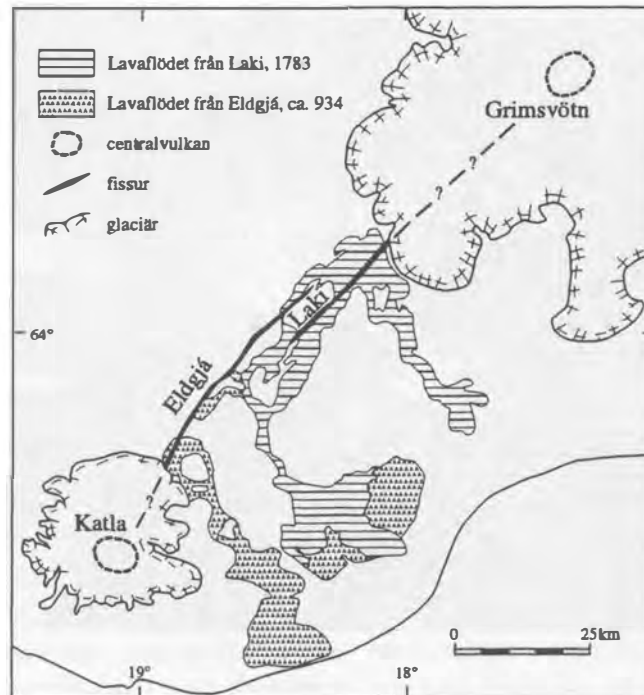 Lavaflödet från Laki, 1783
Lavaflödet från Eldgjá, ca. 934
centralvulkan
fissur
glaciär
Grimsvötn
?
?
Laki
64°
Eldgjá
?
Katla
0
25km
19°
18°